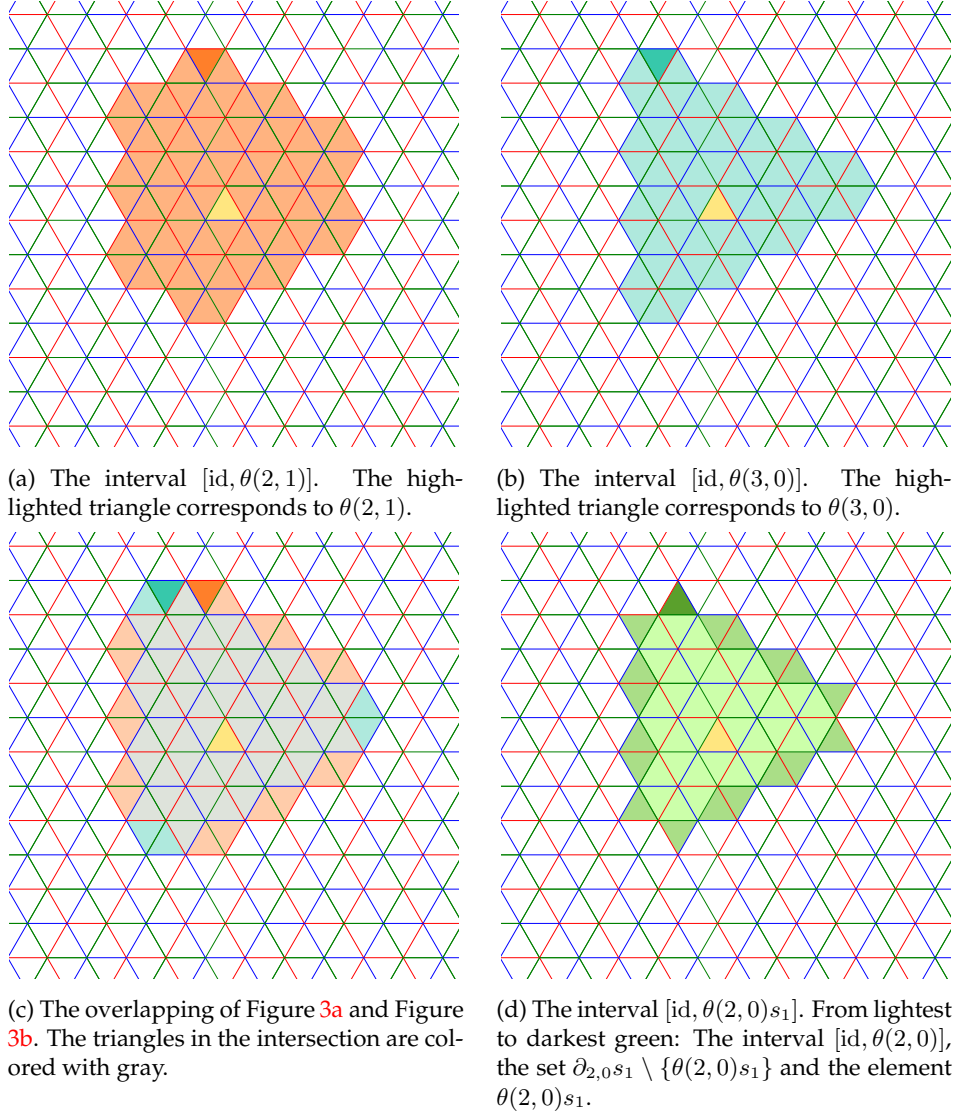 (a) The interval [id, θ(2, 1)]. The high-
lighted triangle corresponds to θ(2, 1).
(b) The interval [id, θ(3, 0)]. The high-
lighted triangle corresponds to θ(3, 0).
(c) The overlapping of Figure 3a and Figure
3b. The triangles in the intersection are col-
ored with gray.
(d) The interval [id, θ(2, 0)s₁]. From lightest
to darkest green: The interval [id, θ(2, 0)],
the set ∂₂,₀s₁ \ {θ(2, 0)s₁} and the element
θ(2, 0)s₁.